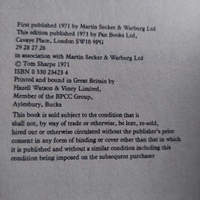 First published 1971 by Martin Secker & Warburg Ltd
This edition published 1973 by Pan Books Ltd,
Cavaye Place, London SW10 9PG
29 28 27 26
in association with Martin Secker & Warburg Ltd
© Tom Sharpe 1971
ISBN 0 330 23423 4
Printed and bound in Great Britain by
Hazell Watson & Viney Limited,
Member of the BPCC Group,
Aylesbury, Bucks
This book is sold subject to the condition that it
shall not, by way of trade or otherwise, be lent, re-sold,
hired out or otherwise circulated without the publisher's prior
consent in any form of binding or cover other than that in which
it is published and without a similar condition including this
condition being imposed on the subsequent purchaser